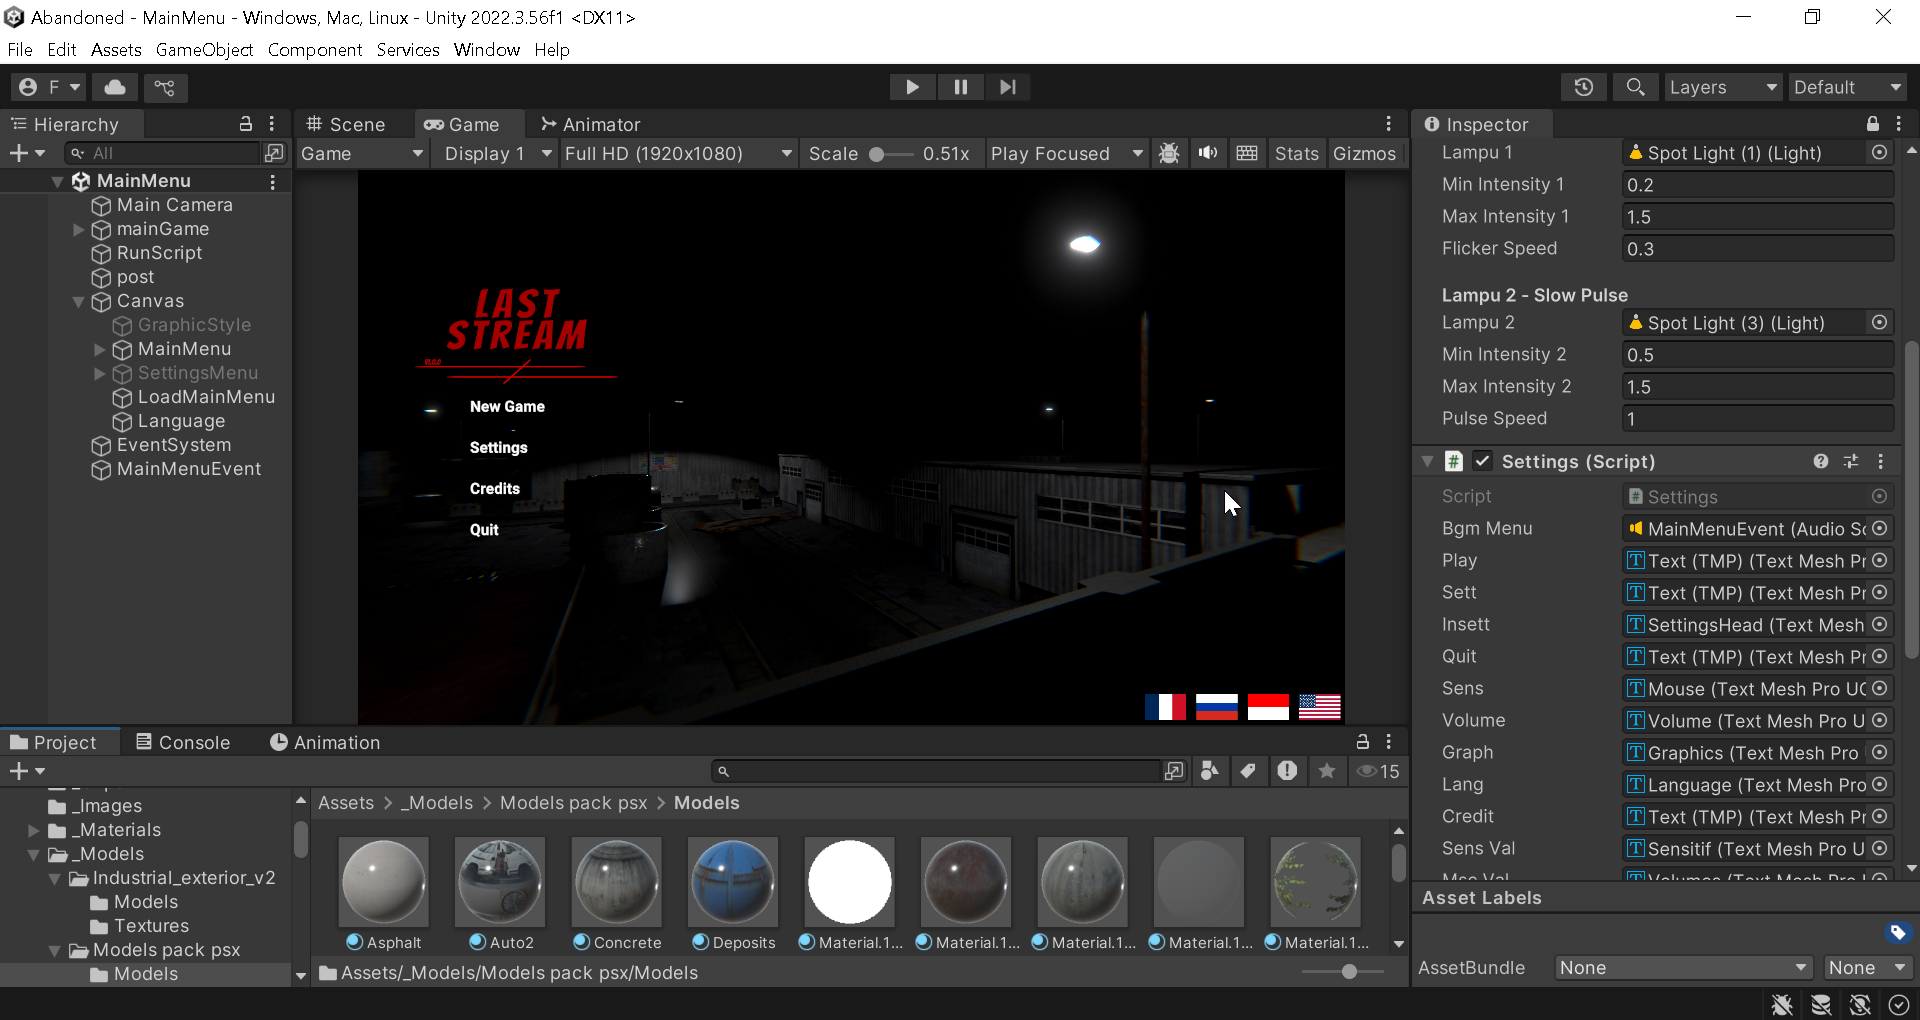 Abandoned - MainMenu - Windows, Mac, Linux - Unity 2022.3.56f1 <DX11>
File Edit Assets GameObject Component Services Window Help
F
Layers
Default
Hierarchy
All
MainMenu
Main Camera
mainGame
RunScript
post
Canvas
GraphicStyle
MainMenu
SettingsMenu
LoadMainMenu
Language
EventSystem
MainMenuEvent
Scene
Game
Animator
Game
Display 1
Full HD (1920x1080)
Scale 0.51x
Play Focused
Stats
Gizmos
LAST
STREAM
New Game
Settings
Credits
Quit
Inspector
Lampu 1 Spot Light (1) (Light)
Min Intensity 1 0.2
Max Intensity 1 1.5
Flicker Speed 0.3
Lampu 2 - Slow Pulse
Lampu 2 Spot Light (3) (Light)
Min Intensity 2 0.5
Max Intensity 2 1.5
Pulse Speed 1
Settings (Script)
Script Settings
Bgm Menu MainMenuEvent (Audio So
Play Text (TMP) (Text Mesh Pr
Sett Text (TMP) (Text Mesh Pr
Insett SettingsHead (Text Mesh
Quit Text (TMP) (Text Mesh Pr
Sens Mouse (Text Mesh Pro UG
Volume Volume (Text Mesh Pro U
Graph Graphics (Text Mesh Pro
Lang Language (Text Mesh Pro
Credit Text (TMP) (Text Mesh Pr
Sens Val Sensitif (Text Mesh Pro U
Asset Labels
AssetBundle None None
Project
Console
Animation
15
_Images
_Materials
_Models
Industrial_exterior_v2
Models
Textures
Models pack psx
Models
Assets > _Models > Models pack psx > Models
Asphalt
Auto2
Concrete
Deposits
Material.1...
Material.1...
Material.1...
Material.1...
Material.1...
Assets/_Models/Models pack psx/Models